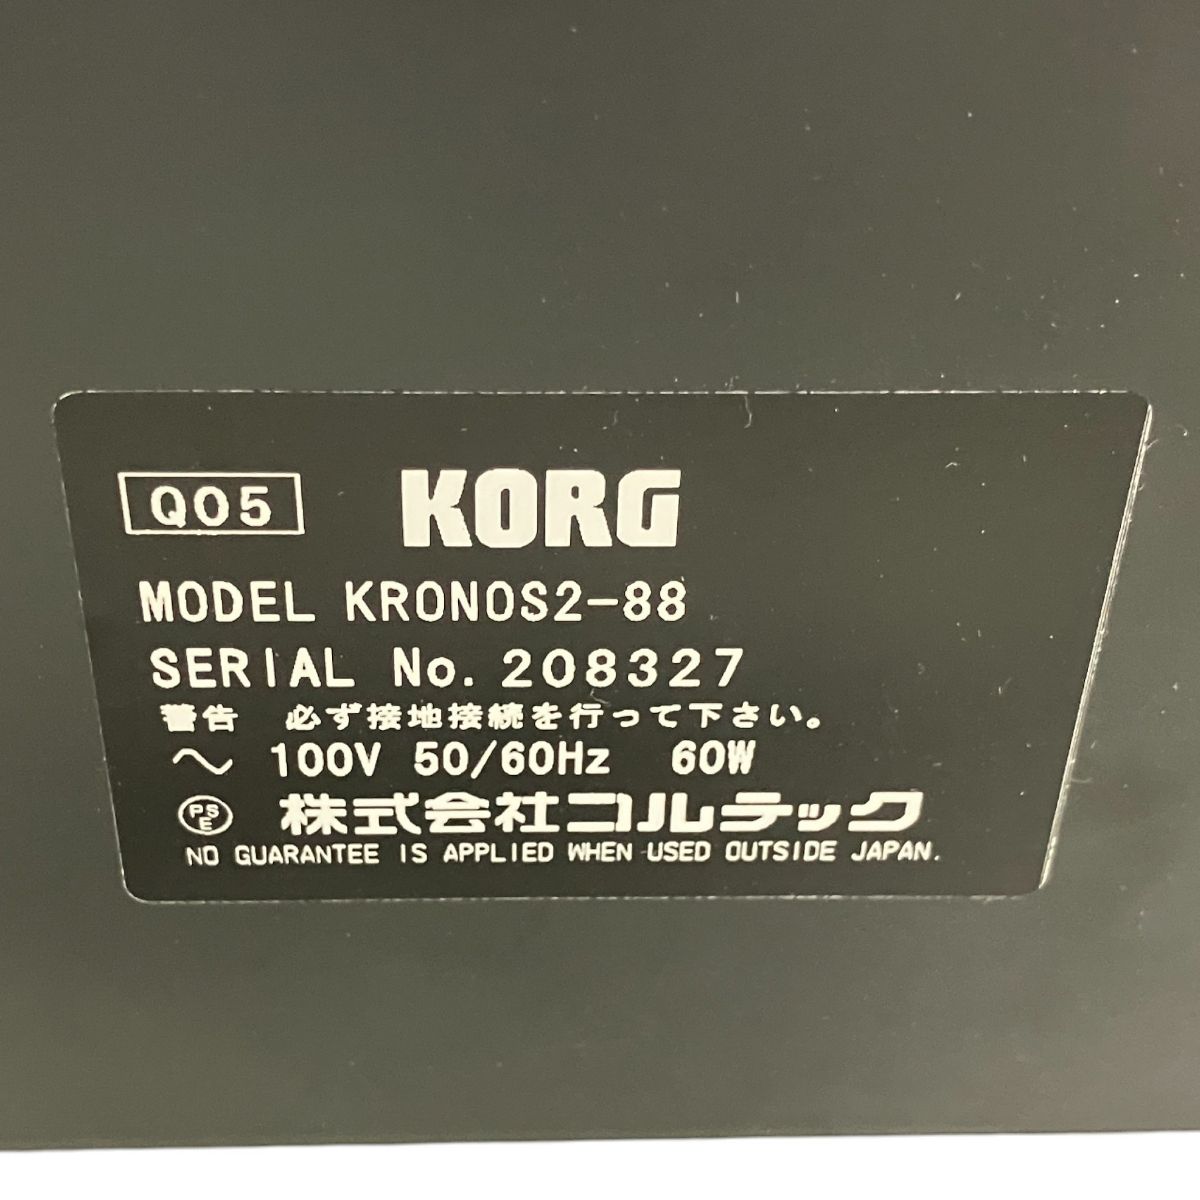 Q05 KORG
MODEL KRONOS2-88
SERIAL No. 208327
警告 必ず接地接続を行って下さい。
〜 100V 50/60Hz 60W
PSE 株式会社コルテック
NO GUARANTEE IS APPLIED WHEN USED OUTSIDE JAPAN.